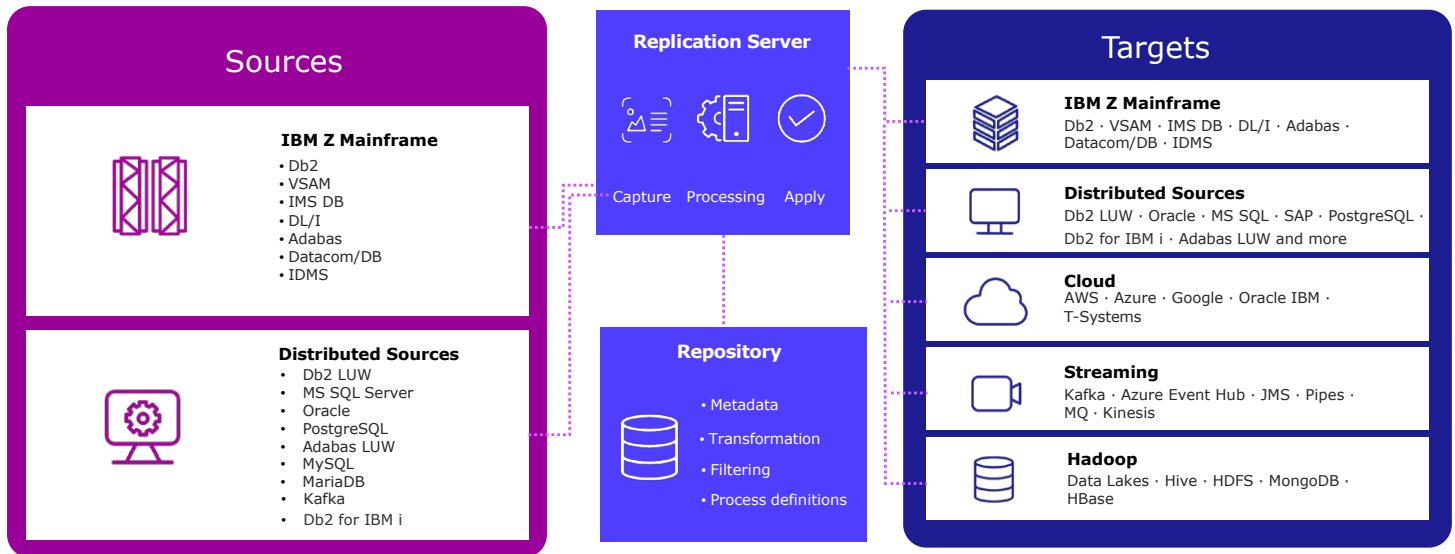 Sources
IBM Z Mainframe
• Db2
• VSAM
• IMS DB
• DL/I
• Adabas
• Datacom/DB
• IDMS
Distributed Sources
• Db2 LUW
• MS SQL Server
• Oracle
• PostgreSQL
• Adabas LUW
• MySQL
• MariaDB
• Kafka
• Db2 for IBM i
Replication Server
Capture Processing Apply
Repository
• Metadata
• Transformation
• Filtering
• Process definitions
Targets
IBM Z Mainframe
Db2 · VSAM · IMS DB · DL/I · Adabas ·
Datacom/DB · IDMS
Distributed Sources
Db2 LUW · Oracle · MS SQL · SAP · PostgreSQL ·
Db2 for IBM i · Adabas LUW and more
Cloud
AWS · Azure · Google · Oracle IBM ·
T-Systems
Streaming
Kafka · Azure Event Hub · JMS · Pipes ·
MQ · Kinesis
Hadoop
Data Lakes · Hive · HDFS · MongoDB ·
HBase